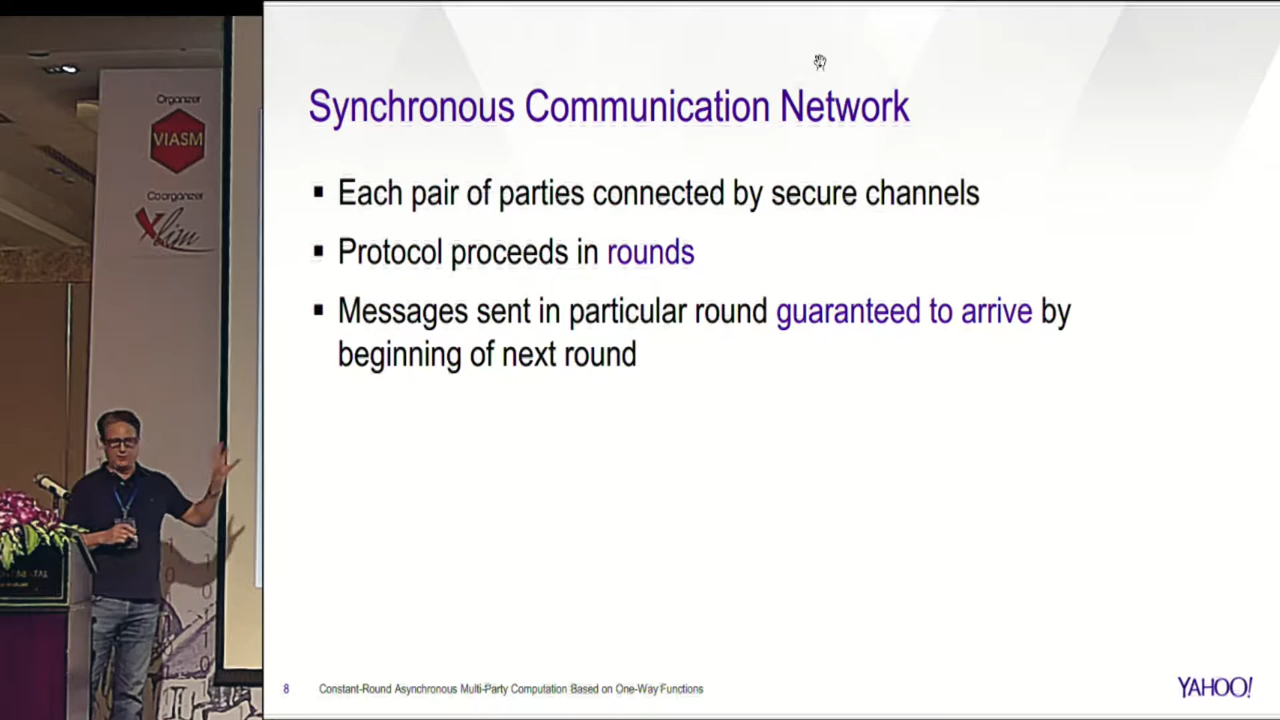 Organizer
VIASM
Coorganizer
Xlim
Synchronous Communication Network
▪ Each pair of parties connected by secure channels
▪ Protocol proceeds in rounds
▪ Messages sent in particular round guaranteed to arrive by
beginning of next round
8 Constant-Round Asynchronous Multi-Party Computation Based on One-Way Functions
YAHOO!